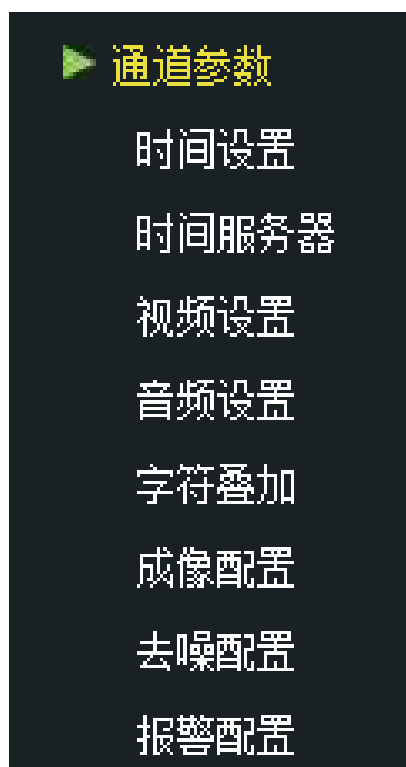 通道参数
时间设置
时间服务器
视频设置
音频设置
字符叠加
成像配置
去噪配置
报警配置